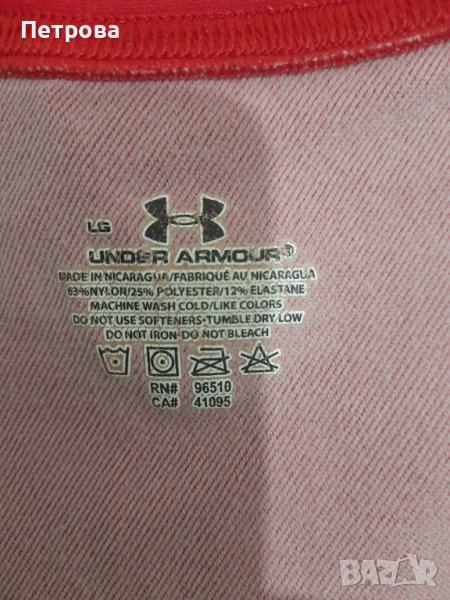 Петрова
LG
UNDER ARMOUR®
MADE IN NICARAGUA/FABRIQUÉ AU NICARAGUA
63%NYLON/25% POLYESTER/12% ELASTANE
MACHINE WASH COLD/LIKE COLORS
DO NOT USE SOFTENERS·TUMBLE DRY LOW
DO NOT IRON·DO NOT BLEACH
RN# 96510
CA# 41095
BAZAR